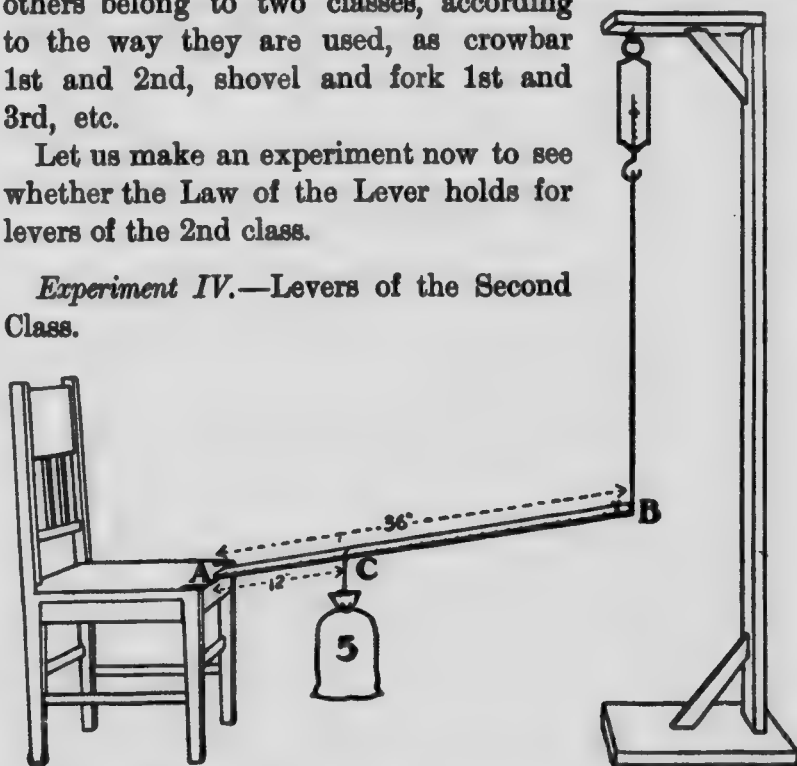 others belong to two classes, according
to the way they are used, as crowbar
1st and 2nd, shovel and fork 1st and
3rd, etc.
Let us make an experiment now to see
whether the Law of the Lever holds for
levers of the 2nd class.
Experiment IV.—Levers of the Second
Class.
36"
B
A
C
12"
5